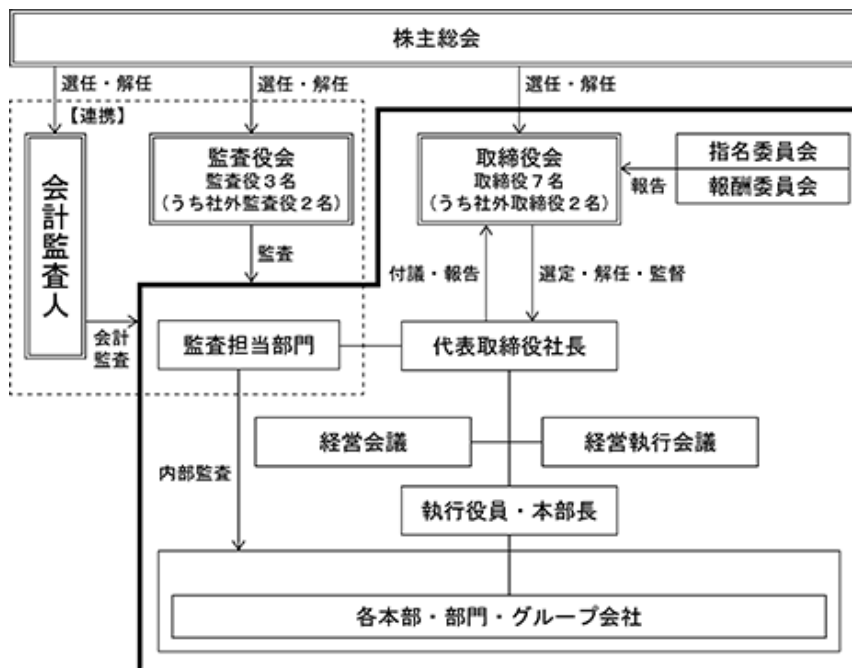 株主総会
選任・解任
選任・解任
選任・解任
【連携】
会計監査人
監査役会
監査役3名
(うち社外監査役2名)
取締役会
取締役7名
(うち社外取締役2名)
指名委員会
報酬委員会
報告
監査
付議・報告
選定・解任・監督
会計
監査
監査担当部門
代表取締役社長
経営会議
経営執行会議
内部監査
執行役員・本部長
各本部・部門・グループ会社